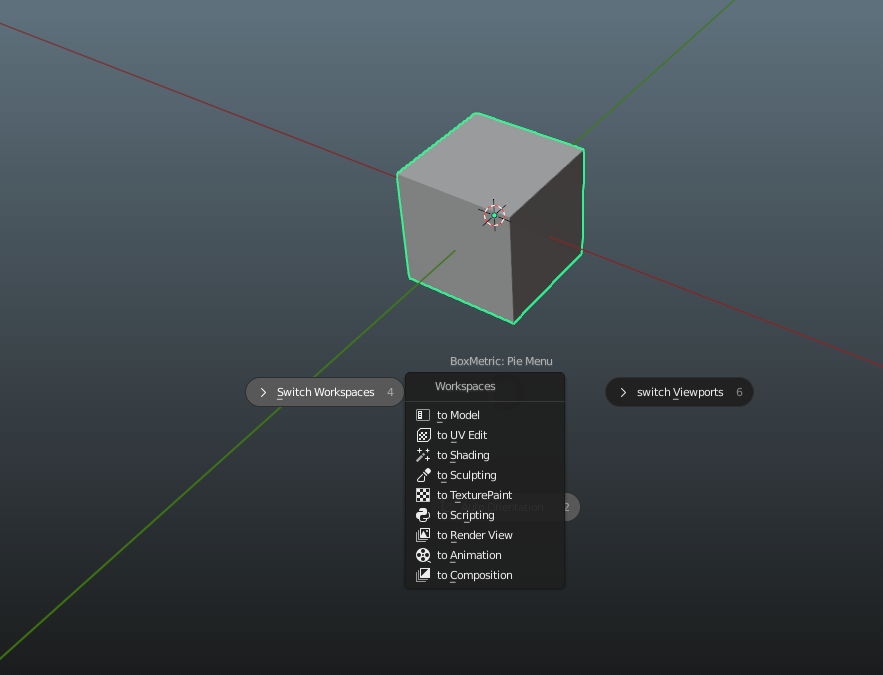 BoxMetric: Pie Menu
Switch Workspaces 4
Workspaces
switch Viewports 6
to Model
to UV Edit
to Shading
to Sculpting
to TexturePaint
Orientation 2
to Scripting
to Render View
to Animation
to Composition